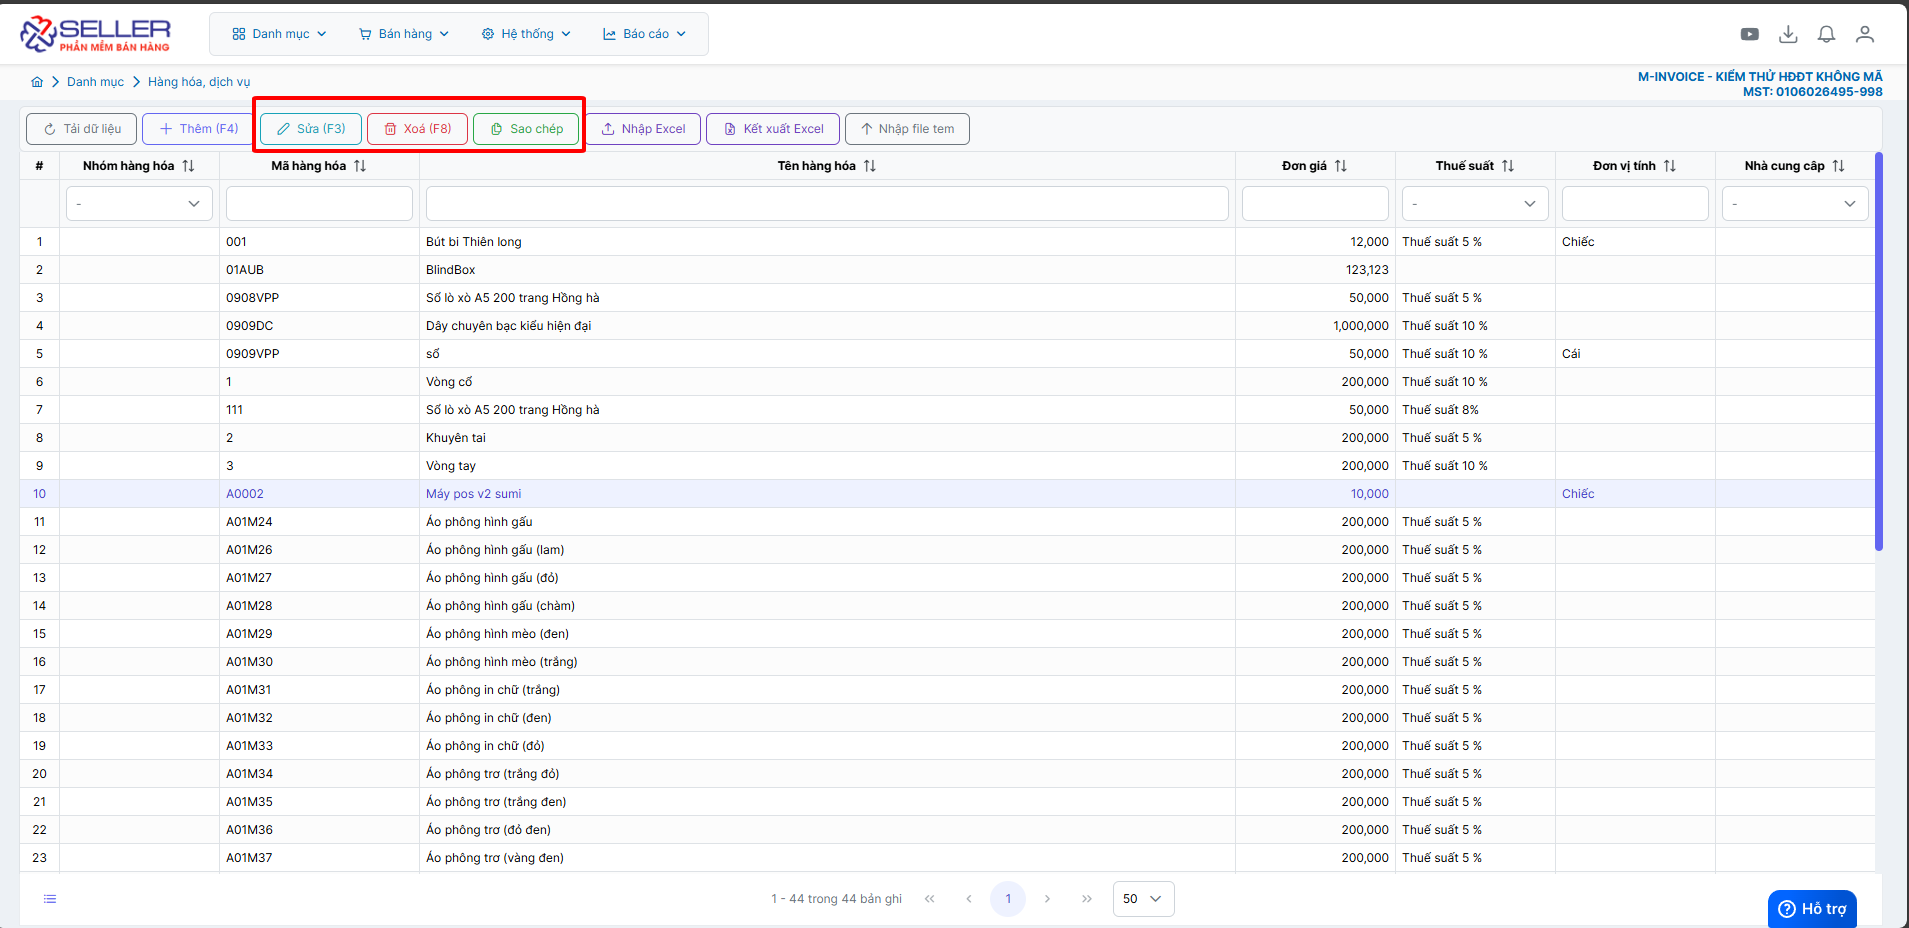 SELLER
PHẦN MỀM BÁN HÀNG
Danh mục Bán hàng Hệ thống Báo cáo
Danh mục Hàng hóa, dịch vụ
M-INVOICE - KIỂM THỬ HĐĐT KHÔNG MÃ
MST: 0106026495-998
Tải dữ liệu Thêm (F4) Sửa (F3) Xoá (F8) Sao chép Nhập Excel Kết xuất Excel Nhập file tem
# Nhóm hàng hóa Mã hàng hóa Tên hàng hóa Đơn giá Thuế suất Đơn vị tính Nhà cung câp
- - -
1 001 Bút bi Thiên long 12,000 Thuế suất 5 % Chiếc
2 01AUB BlindBox 123,123
3 0908VPP Sổ lò xò A5 200 trang Hồng hà 50,000 Thuế suất 5 %
4 0909DC Dây chuyên bạc kiểu hiện đại 1,000,000 Thuế suất 10 %
5 0909VPP sổ 50,000 Thuế suất 10 % Cái
6 1 Vòng cổ 200,000 Thuế suất 10 %
7 111 Sổ lò xò A5 200 trang Hồng hà 50,000 Thuế suất 8%
8 2 Khuyên tai 200,000 Thuế suất 5 %
9 3 Vòng tay 200,000 Thuế suất 10 %
10 A0002 Máy pos v2 sumi 10,000 Chiếc
11 A01M24 Áo phông hình gấu 200,000 Thuế suất 5 %
12 A01M26 Áo phông hình gấu (lam) 200,000 Thuế suất 5 %
13 A01M27 Áo phông hình gấu (đỏ) 200,000 Thuế suất 5 %
14 A01M28 Áo phông hình gấu (chàm) 200,000 Thuế suất 5 %
15 A01M29 Áo phông hình mèo (đen) 200,000 Thuế suất 5 %
16 A01M30 Áo phông hình mèo (trắng) 200,000 Thuế suất 5 %
17 A01M31 Áo phông in chữ (trắng) 200,000 Thuế suất 5 %
18 A01M32 Áo phông in chữ (đen) 200,000 Thuế suất 5 %
19 A01M33 Áo phông in chữ (đỏ) 200,000 Thuế suất 5 %
20 A01M34 Áo phông trơ (trắng đỏ) 200,000 Thuế suất 5 %
21 A01M35 Áo phông trơ (trắng đen) 200,000 Thuế suất 5 %
22 A01M36 Áo phông trơ (đỏ đen) 200,000 Thuế suất 5 %
23 A01M37 Áo phông trơ (vàng đen) 200,000 Thuế suất 5 %
1 - 44 trong 44 bản ghi 1 50
Hỗ trợ